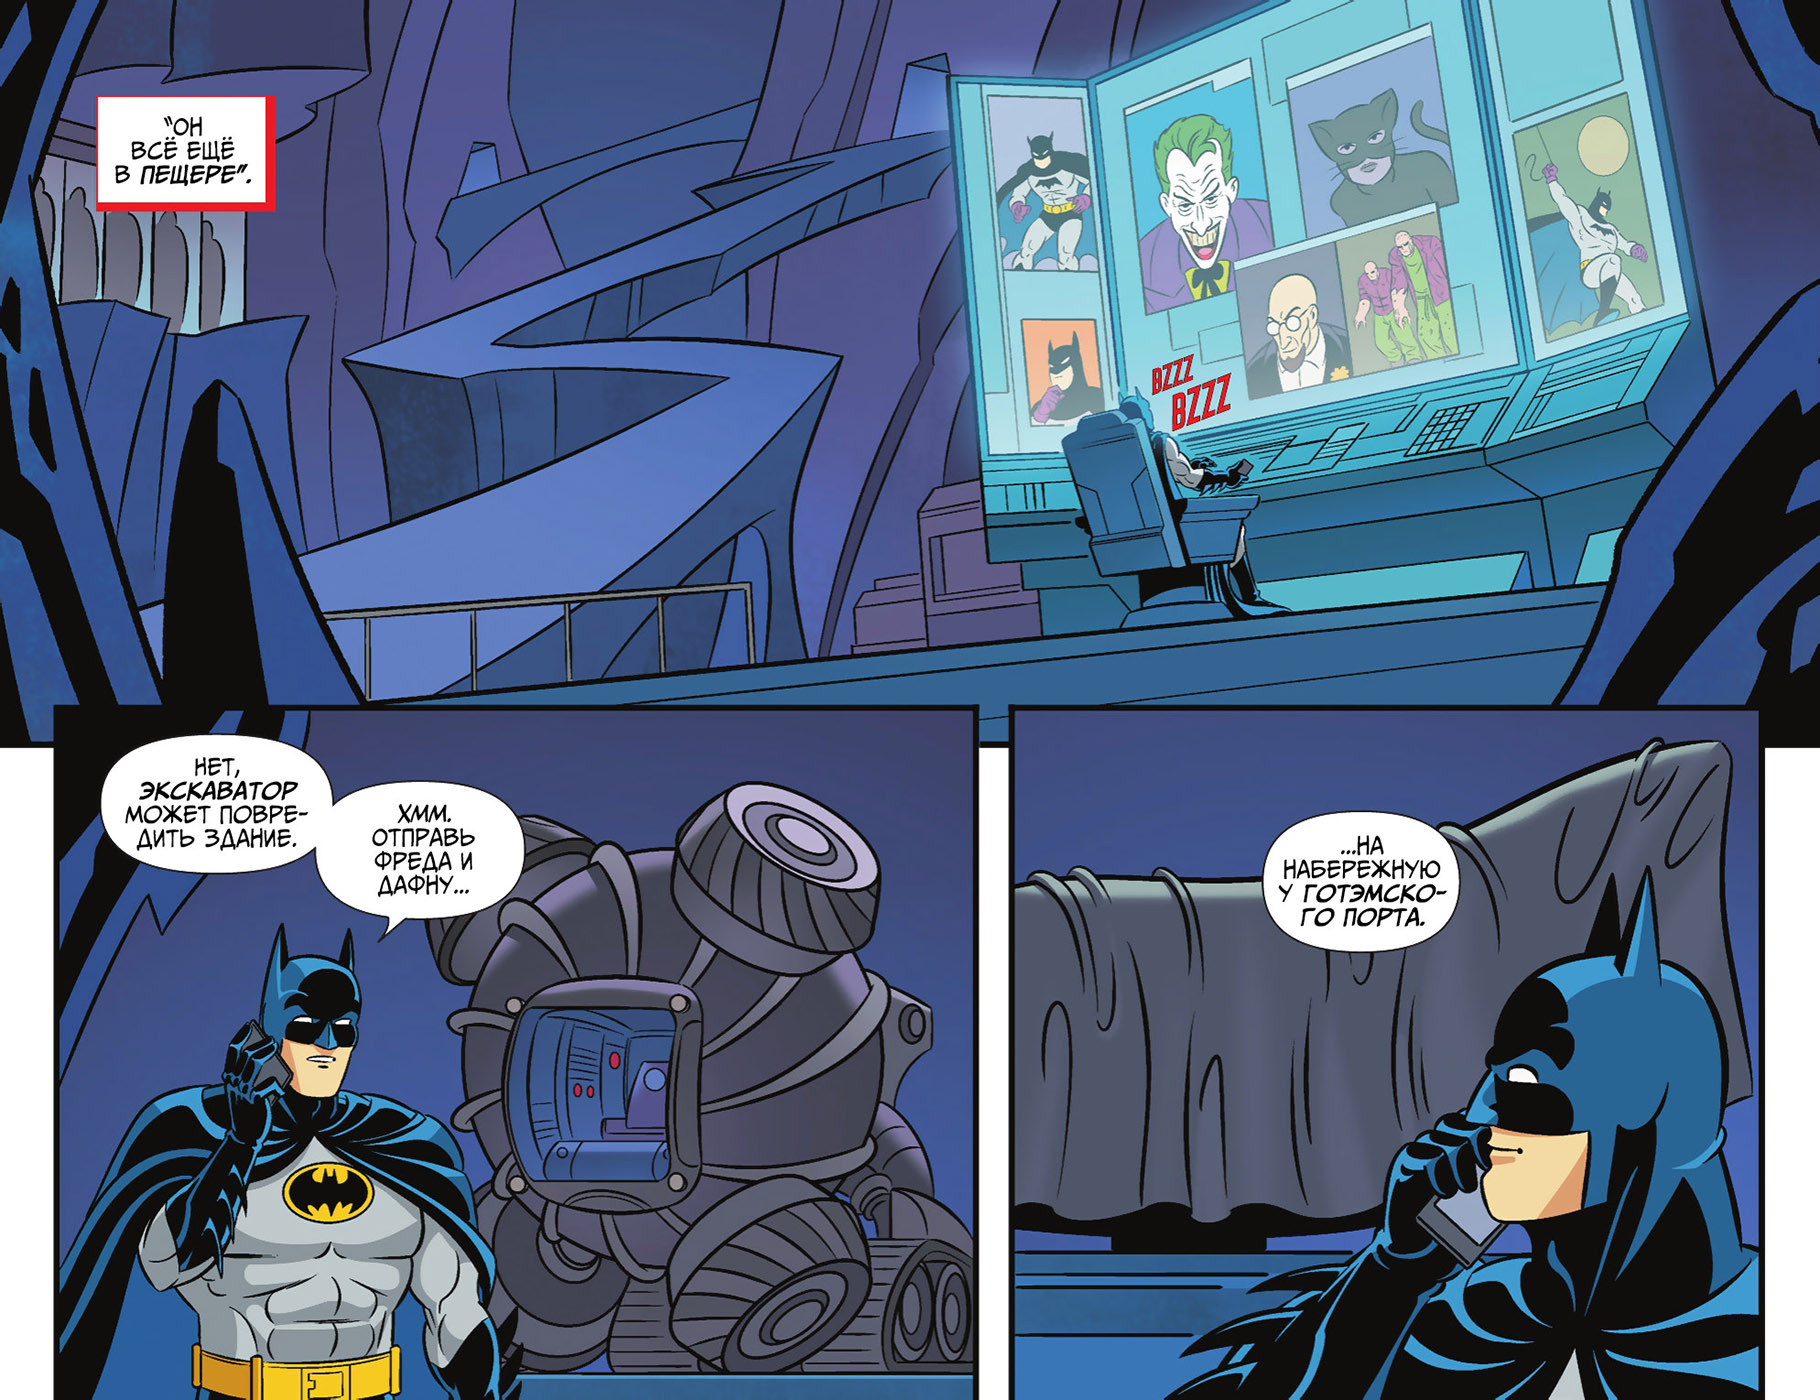 "ОН
ВСЁ ЕЩЁ
В ПЕЩЕРЕ".
BZZZ
BZZZ
НЕТ,
ЭКСКАВАТОР
МОЖЕТ ПОВРЕ-
ДИТЬ ЗДАНИЕ.
ХММ.
ОТПРАВЬ
ФРЕДА И
ДАФНУ...
...НА
НАБЕРЕЖНУЮ
У ГОТЭМСКО-
ГО ПОРТА.